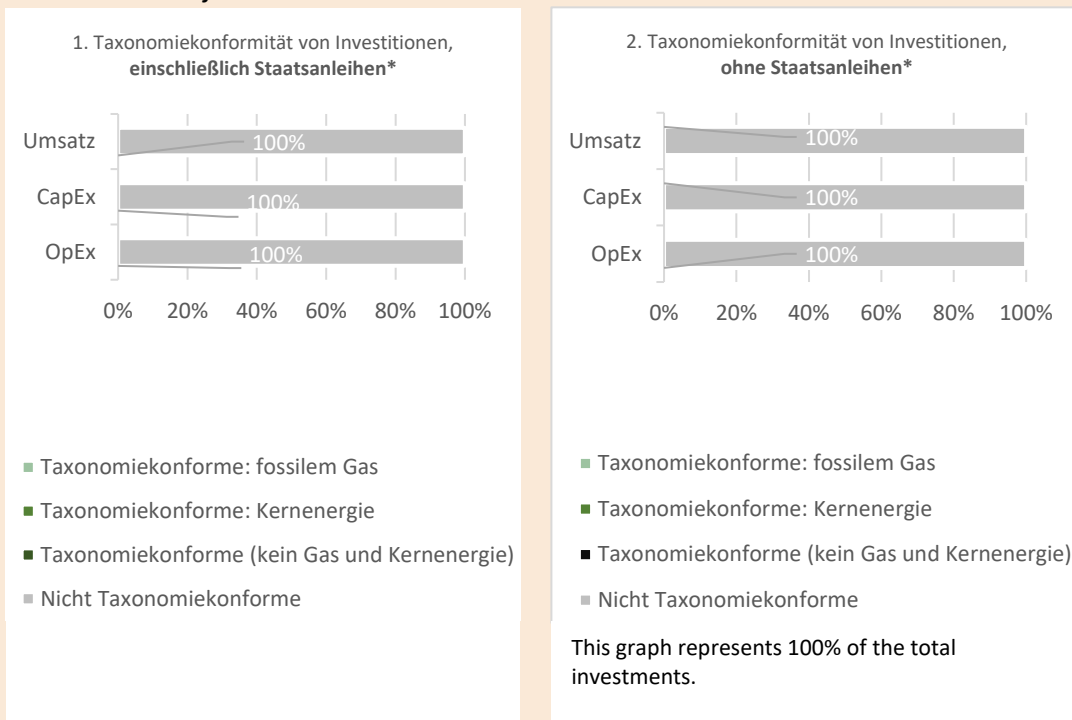 1. Taxonomiekonformität von Investitionen,
einschließlich Staatsanleihen*
Umsatz
100%
CapEx
100%
OpEx
100%
0% 20% 40% 60% 80% 100%
Taxonomiekonforme: fossilem Gas
Taxonomiekonforme: Kernenergie
Taxonomiekonforme (kein Gas und Kernenergie)
Nicht Taxonomiekonforme
2. Taxonomiekonformität von Investitionen,
ohne Staatsanleihen*
Umsatz
100%
CapEx
100%
OpEx
100%
0% 20% 40% 60% 80% 100%
Taxonomiekonforme: fossilem Gas
Taxonomiekonforme: Kernenergie
Taxonomiekonforme (kein Gas und Kernenergie)
Nicht Taxonomiekonforme
This graph represents 100% of the total
investments.